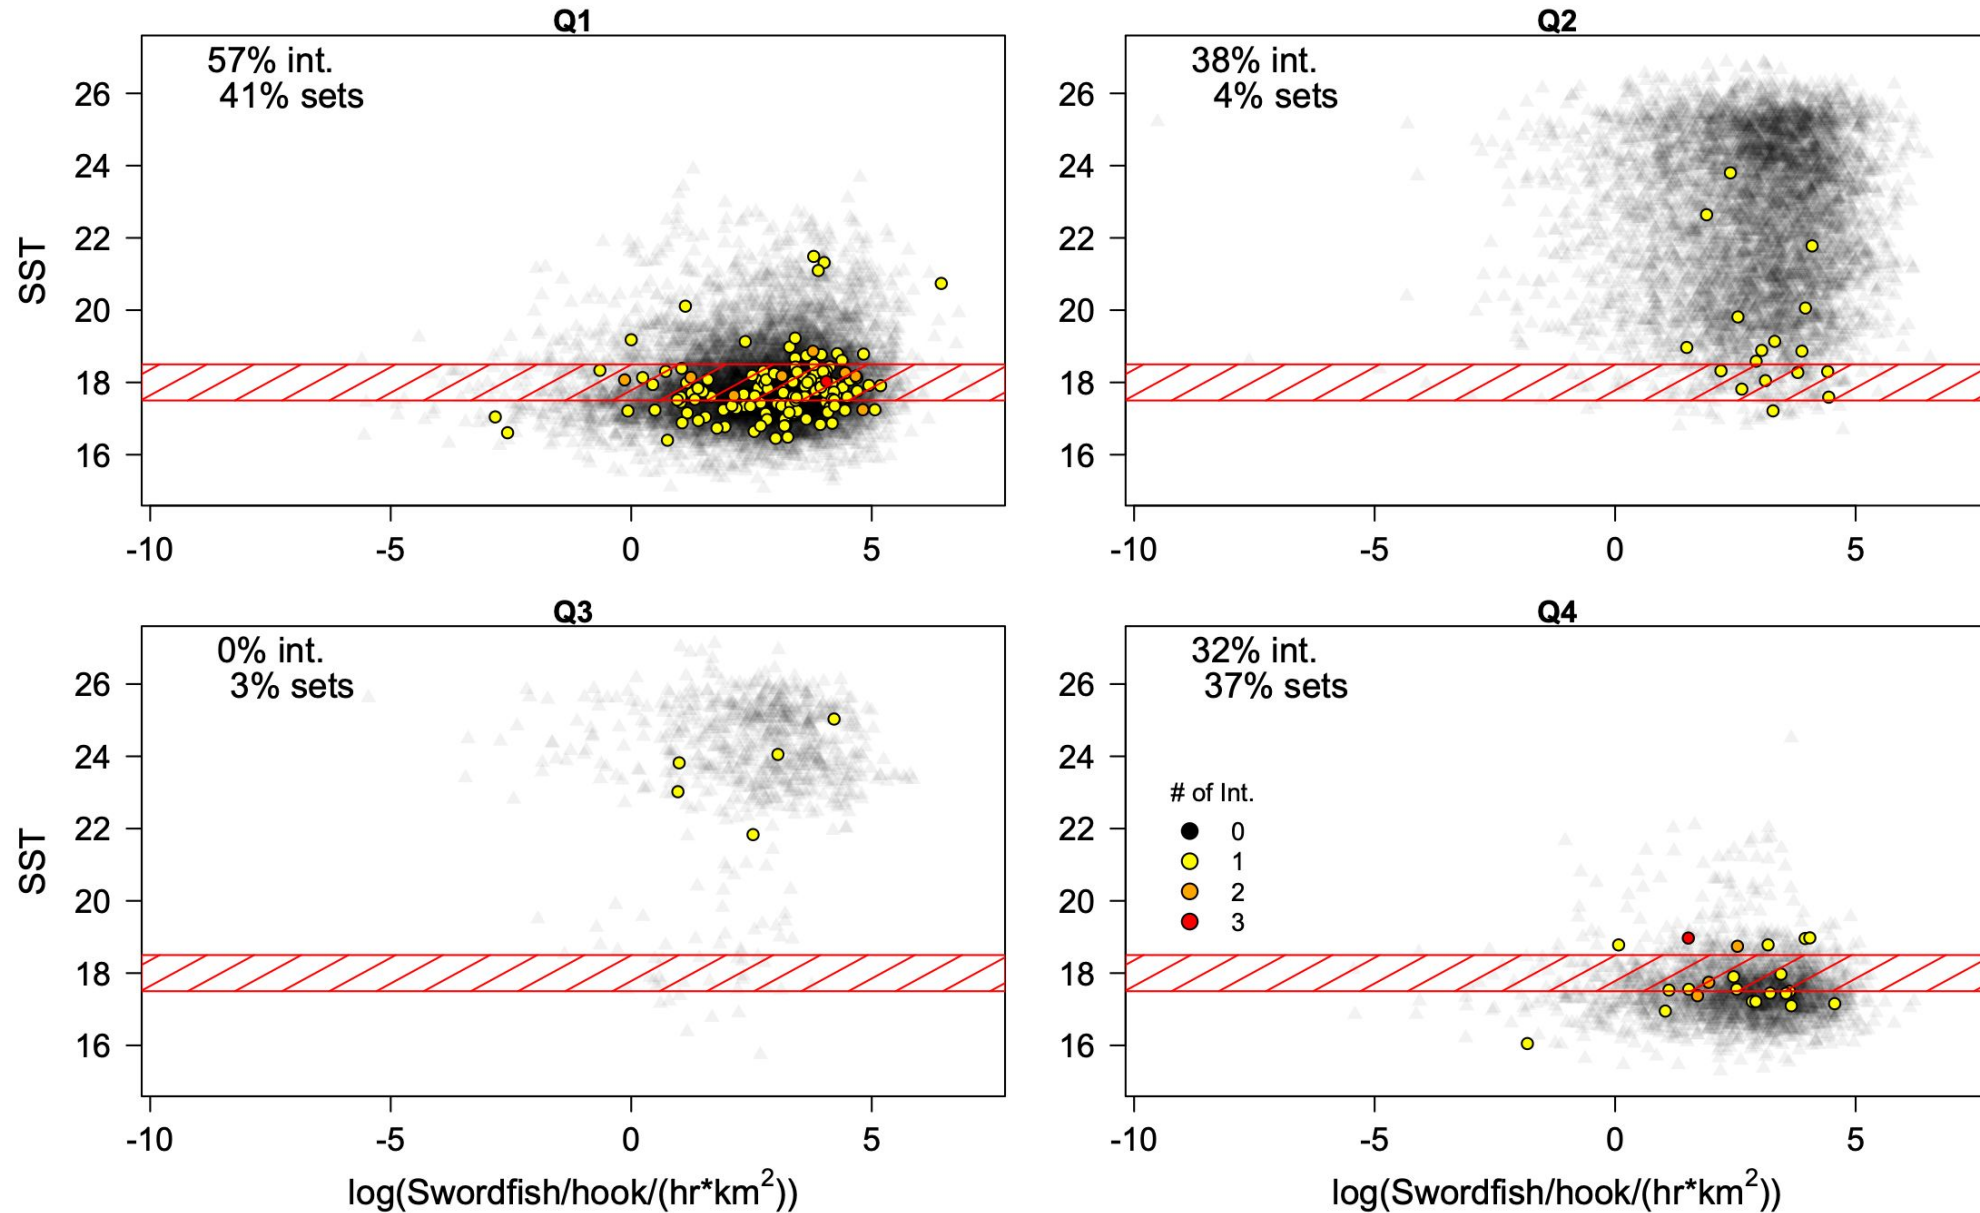 Q1
57% int.
41% sets
26
24
22
20
18
16
SST
-10 -5 0 5
Q2
38% int.
4% sets
26
24
22
20
18
16
-10 -5 0 5
Q3
0% int.
3% sets
26
24
22
20
18
16
SST
-10 -5 0 5
log(Swordfish/hook/(hr*km²))
Q4
32% int.
37% sets
26
24
22
20
18
16
# of Int.
0
1
2
3
-10 -5 0 5
log(Swordfish/hook/(hr*km²))